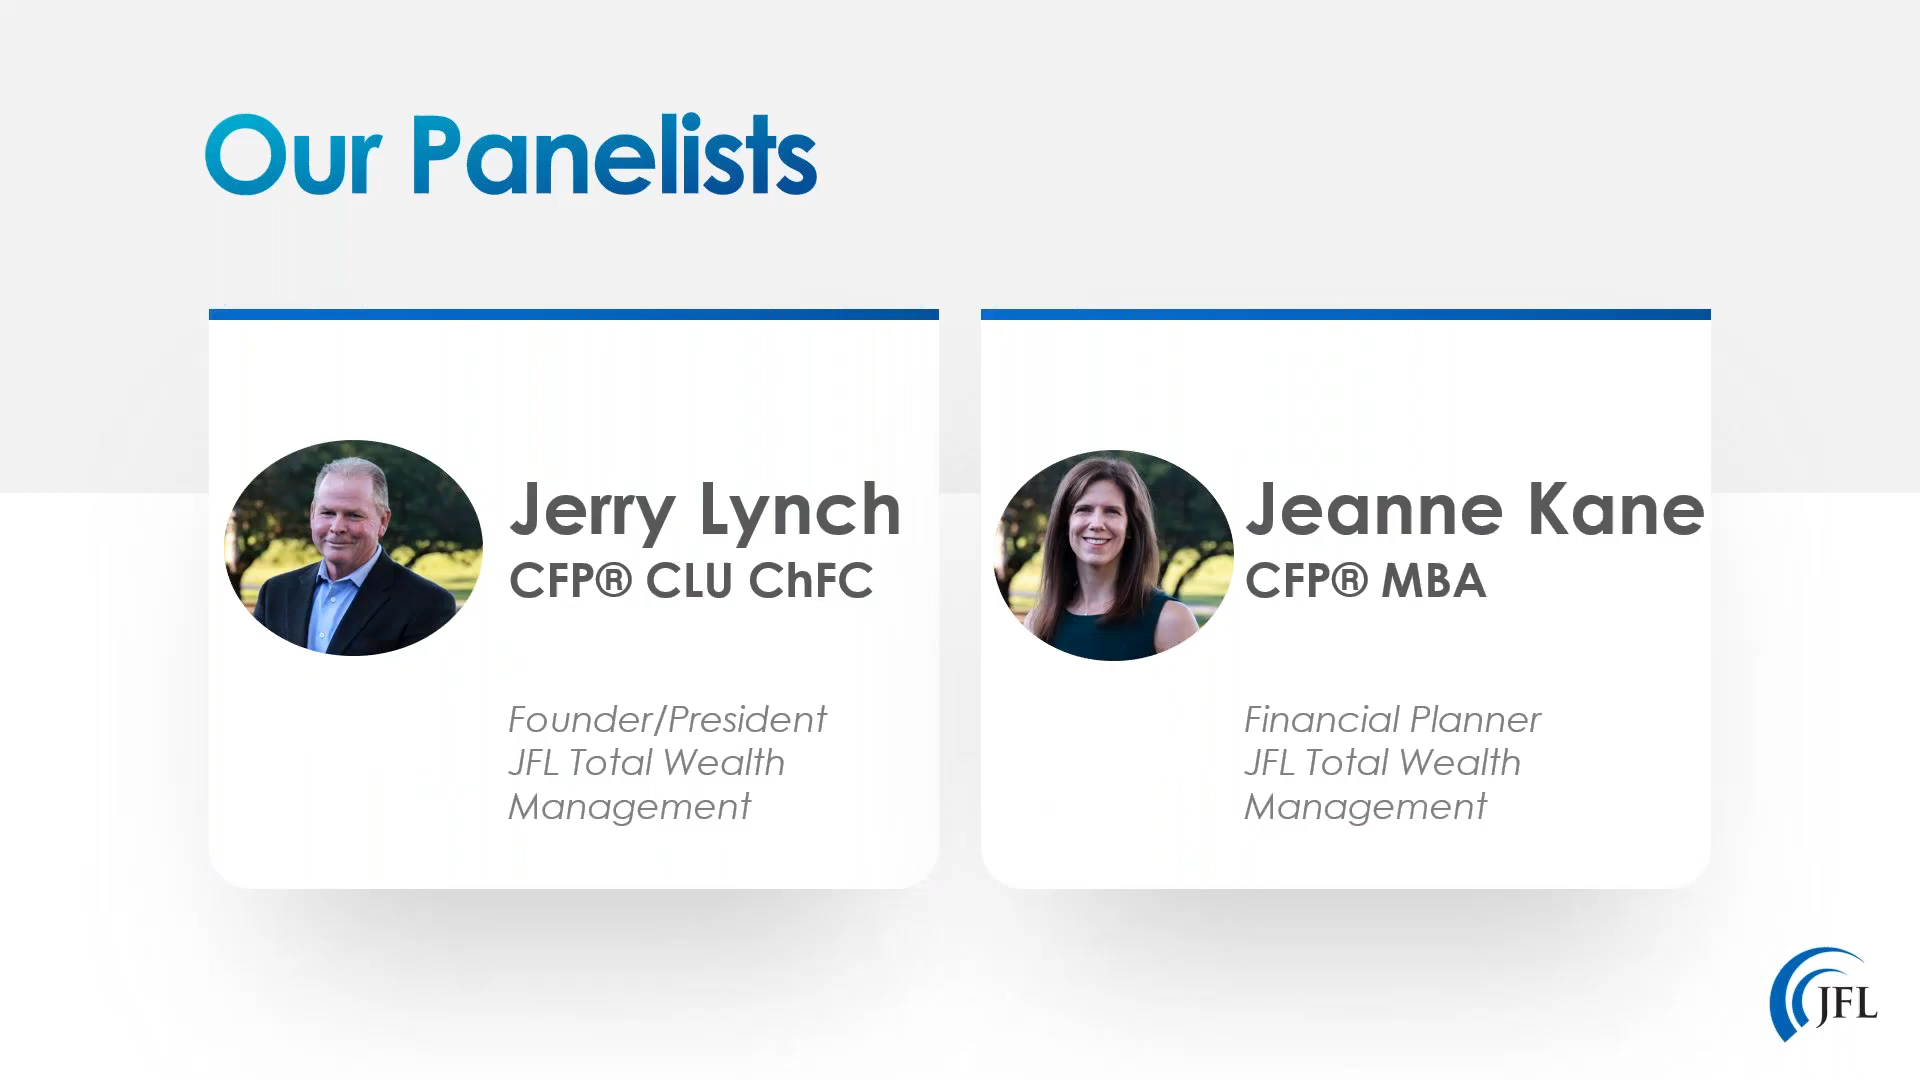 Our Panelists
Jerry Lynch
CFP® CLU ChFC
Founder/President
JFL Total Wealth
Management
Jeanne Kane
CFP® MBA
Financial Planner
JFL Total Wealth
Management
JFL